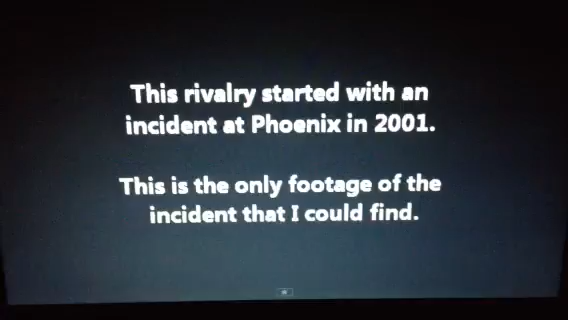 This rivalry started with an
incident at Phoenix in 2001.
This is the only footage of the
incident that I could find.